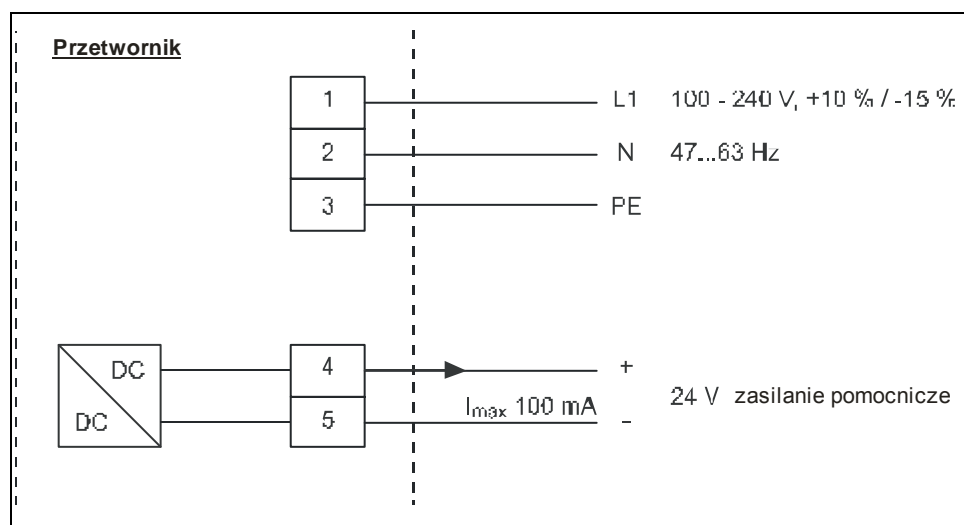 Przetwornik
1 L1 100 - 240 V, +10 % / -15 %
2 N 47...63 Hz
3 PE
DC 4 +
24 V zasilanie pomocnicze
DC 5 Imax 100 mA -